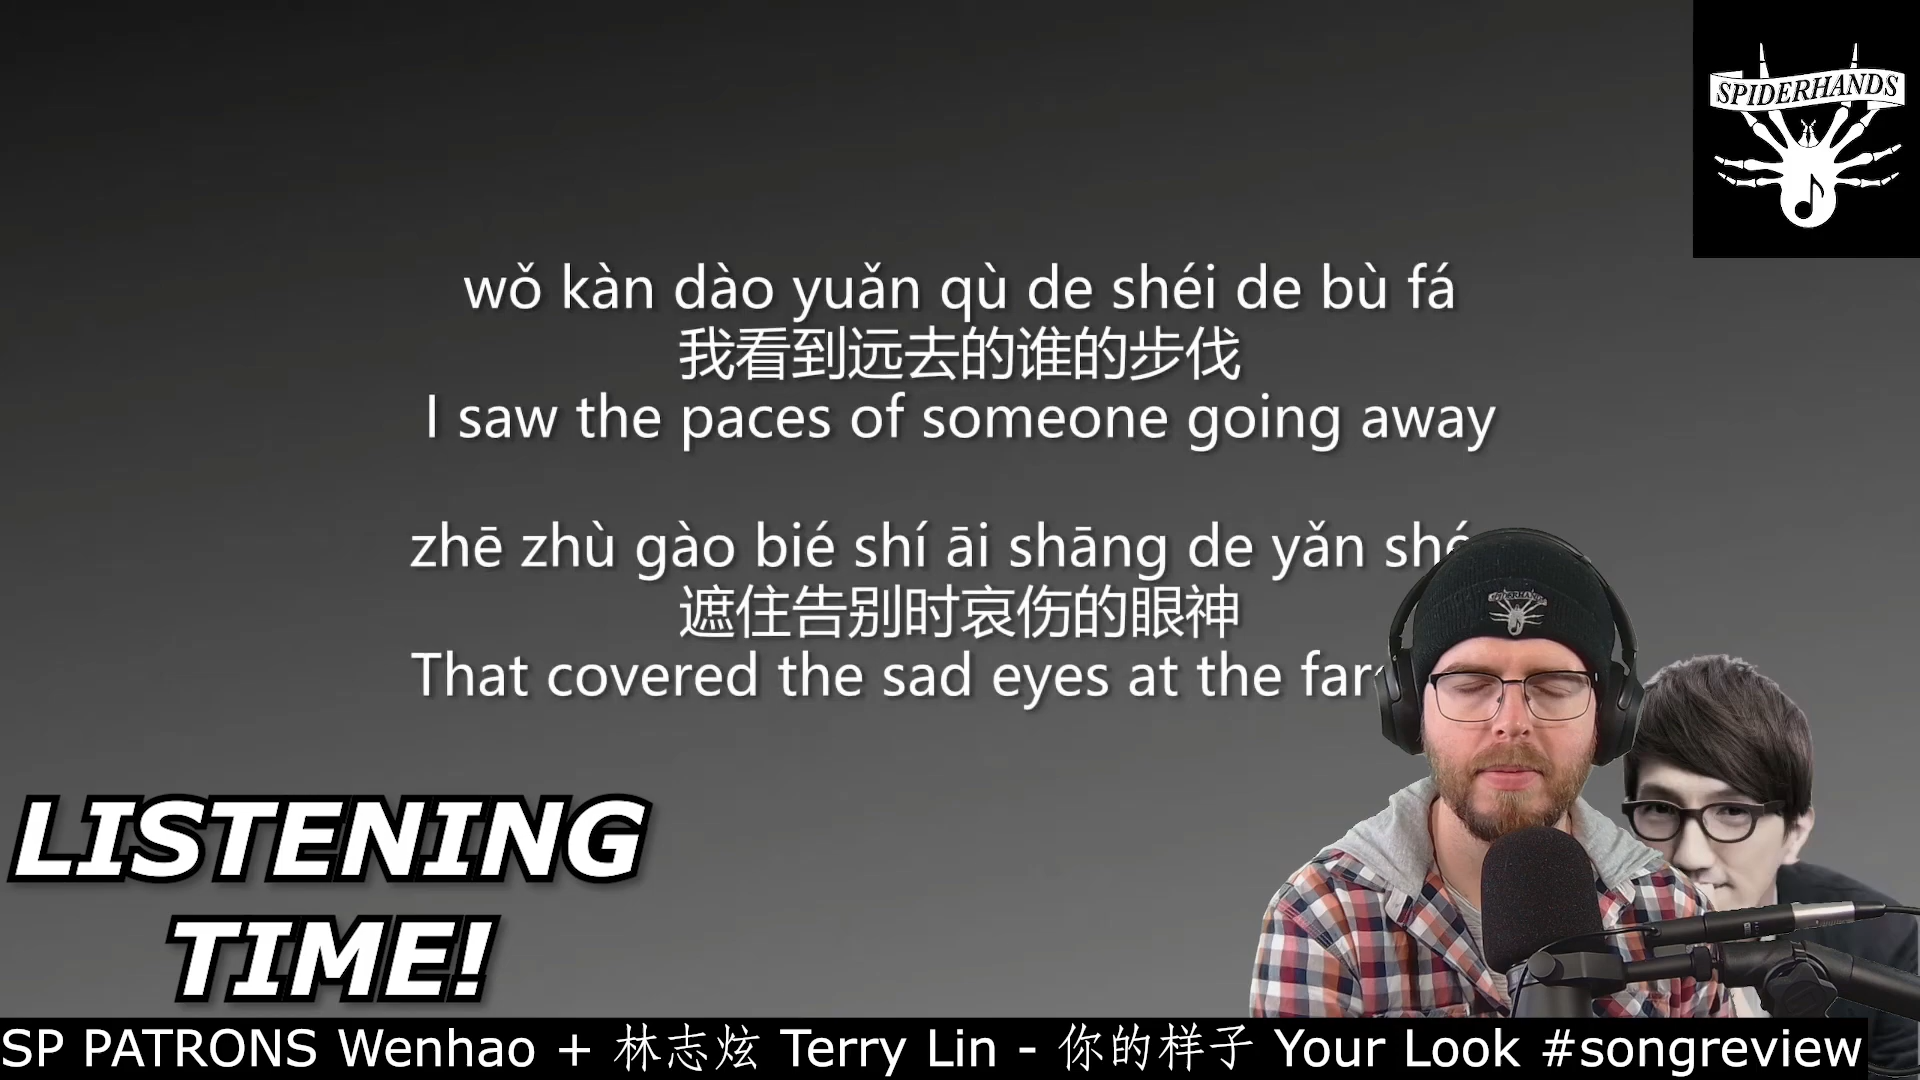 SPIDERHANDS
wǒ kàn dào yuǎn qù de shéi de bù fá
我看到远去的谁的步伐
I saw the paces of someone going away
zhē zhù gào bié shí āi shāng de yǎn
遮住告别时哀伤的眼神
That covered the sad eyes at the
SPIDERHANDS
LISTENING
TIME!
SP PATRONS Wenhao + 林志炫 Terry Lin - 你的样子 Your Look #songreview